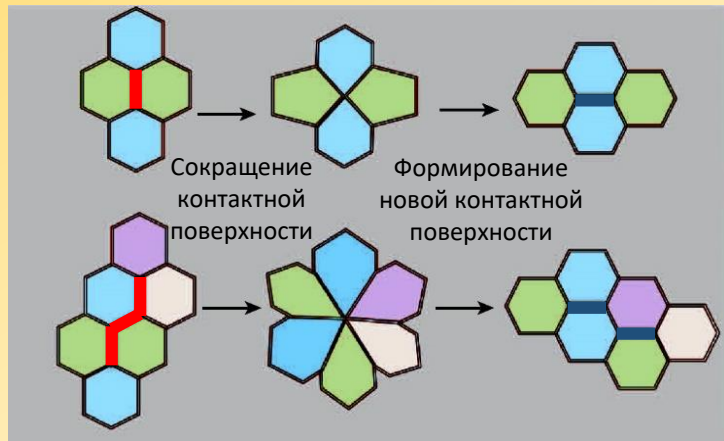 Сокращение
контактной
поверхности
Формирование
новой контактной
поверхности